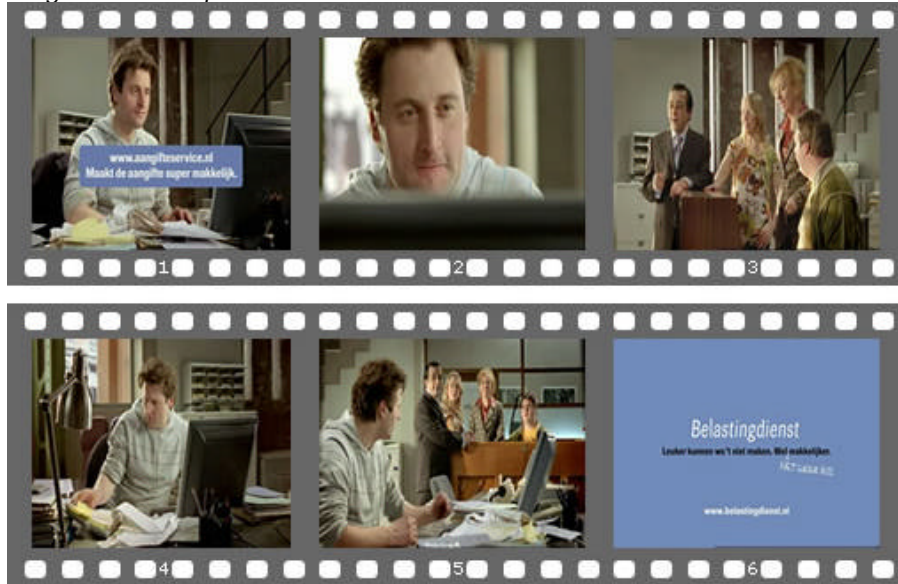 www.aangifteservice.nl
Maakt de aangifte super makkelijk.
1
2
3
4
5
Belastingdienst
Leuker kunnen we 't niet maken. Wel makkelijker.
www.belastingdienst.nl
6